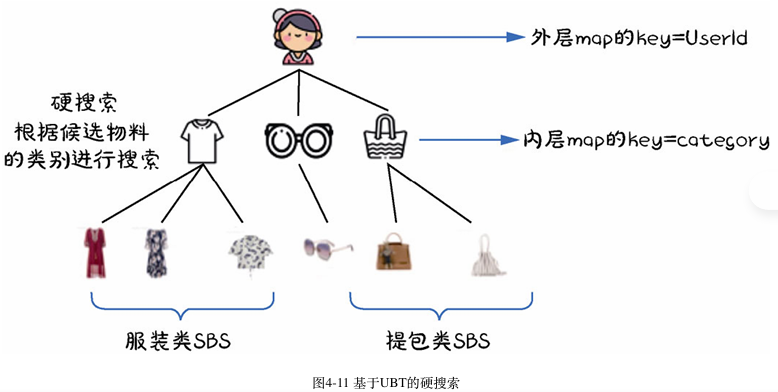 外层map的key=UserId
硬搜索
根据候选物料
的类别进行搜索
内层map的key=category
服装类SBS
提包类SBS
图4-11 基于UBT的硬搜索